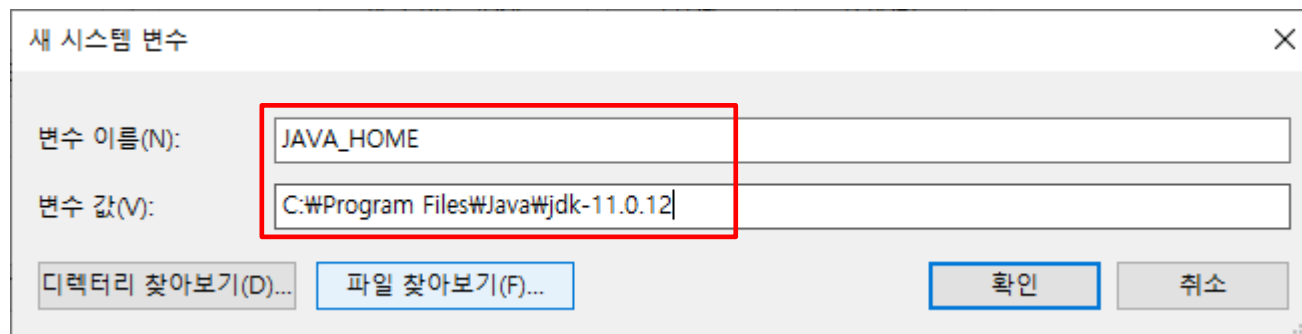 새 시스템 변수
변수 이름(N):
JAVA_HOME
변수 값(V):
C:₩Program Files₩Java₩jdk-11.0.12
디렉터리 찾아보기(D)...
파일 찾아보기(F)...
확인
취소